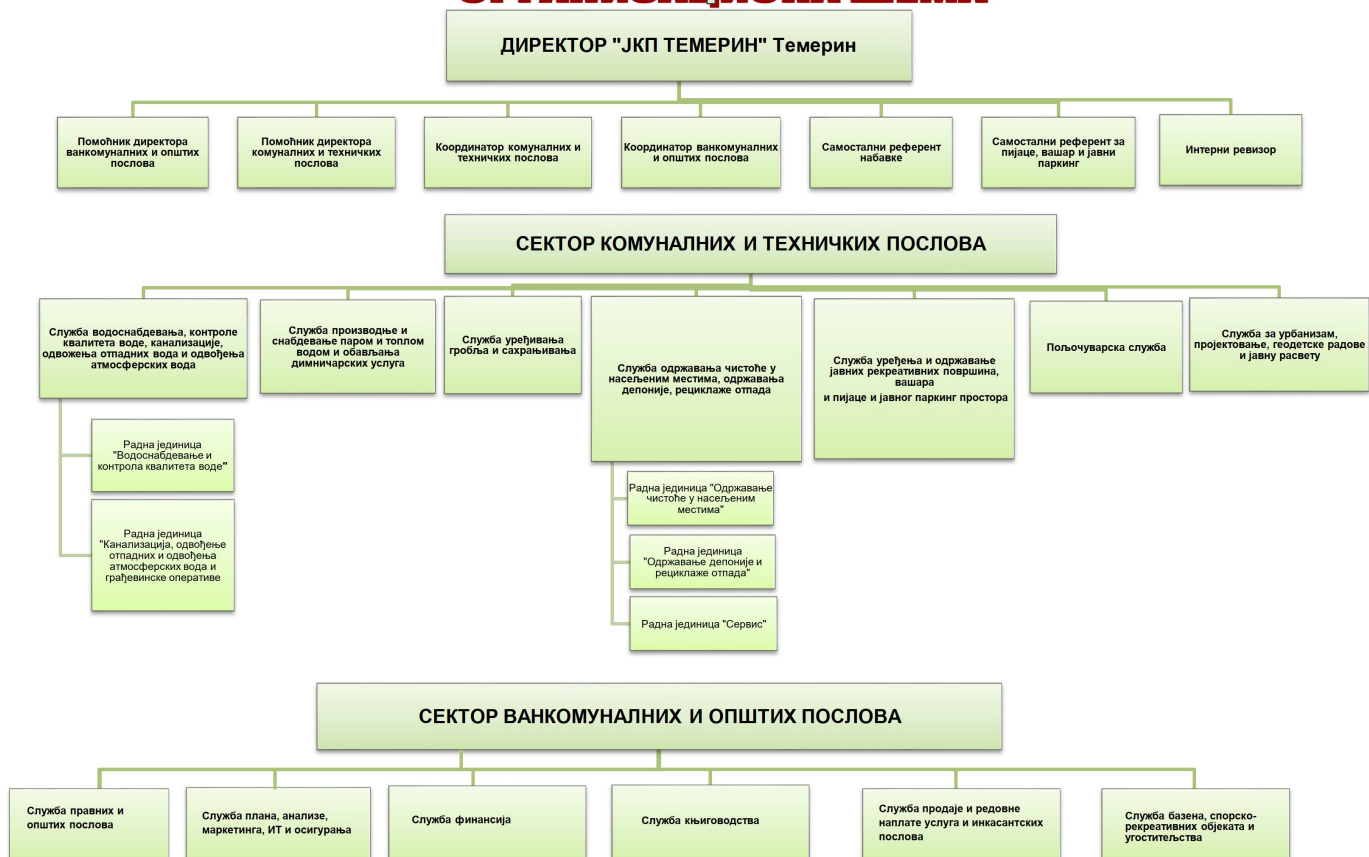 ДИРЕКТОР "ЈКП ТЕМЕРИН" Темерин
Помоћник директора
ванкомуналних и општих
послова
Помоћник директора
комуналних и техничких
послова
Координатор комуналних и
техничких послова
Координатор ванкомуналних
и општих послова
Самостални референт
набавке
Самостални референт за
пијаце, вашар и јавни
паркинг
Интерни ревизор
СЕКТОР КОМУНАЛНИХ И ТЕХНИЧКИХ ПОСЛОВА
Служба водоснабдевања, контроле
квалитета воде, канализације,
одвожења отпадних вода и одвођења
атмосферских вода
Служба производње и
снабдевање паром и топлом
водом и обављања
димничарских услуга
Служба уређивања
гробља и сахрањивања
Служба одржавања чистоће у
насељеним местима, одржавања
депоније, рециклаже отпада
Служба уређења и одржавање
јавних рекреативних површина,
вашара
и пијаце и јавног паркинг простора
Пољочуварска служба
Служба за урбанизам,
пројектовање, геодетске радове
и јавну расвету
Радна јединица
"Водоснабдевање и
контрола квалитета воде"
Радна јединица
"Канализација, одвођење
отпадних и одвођења
атмосферских вода и
грађевинске оперативе
Радна јединица "Одржавање
чистоће у насељеним
местима"
Радна јединица
"Одржавање депоније и
рециклаже отпада"
Радна јединица "Сервис"
СЕКТОР ВАНКОМУНАЛНИХ И ОПШТИХ ПОСЛОВА
Служба правних и
општих послова
Служба плана, анализе,
маркетинга, ИТ и осигурања
Служба финансија
Служба књиговодства
Служба продаје и редовне
наплате услуга и инкасантских
послова
Служба базена, спорско-
рекреативних објеката и
угоститељства